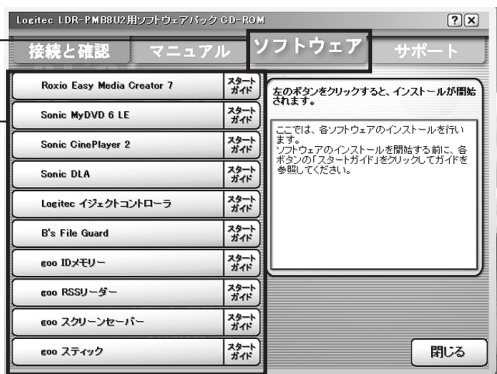 Logitec LDR-PMB8U2用ソフトウェアパック CD-ROM
接続と確認 マニュアル ソフトウェア サポート
Roxio Easy Media Creator 7 スタートガイド
Sonic MyDVD 6 LE スタートガイド
Sonic CinePlayer 2 スタートガイド
Sonic DLA スタートガイド
Logitec イジェクトコントローラ スタートガイド
B's File Guard スタートガイド
goo IDメモリー スタートガイド
goo RSSリーダー スタートガイド
goo スクリーンセーバー スタートガイド
goo スティック スタートガイド
左のボタンをクリックすると、インストールが開始
されます。
ここでは、各ソフトウェアのインストールを行い
ます。
ソフトウェアのインストールを開始する前に、各
ボタンの「スタートガイド」をクリックしてガイドを
参照してください。
閉じる